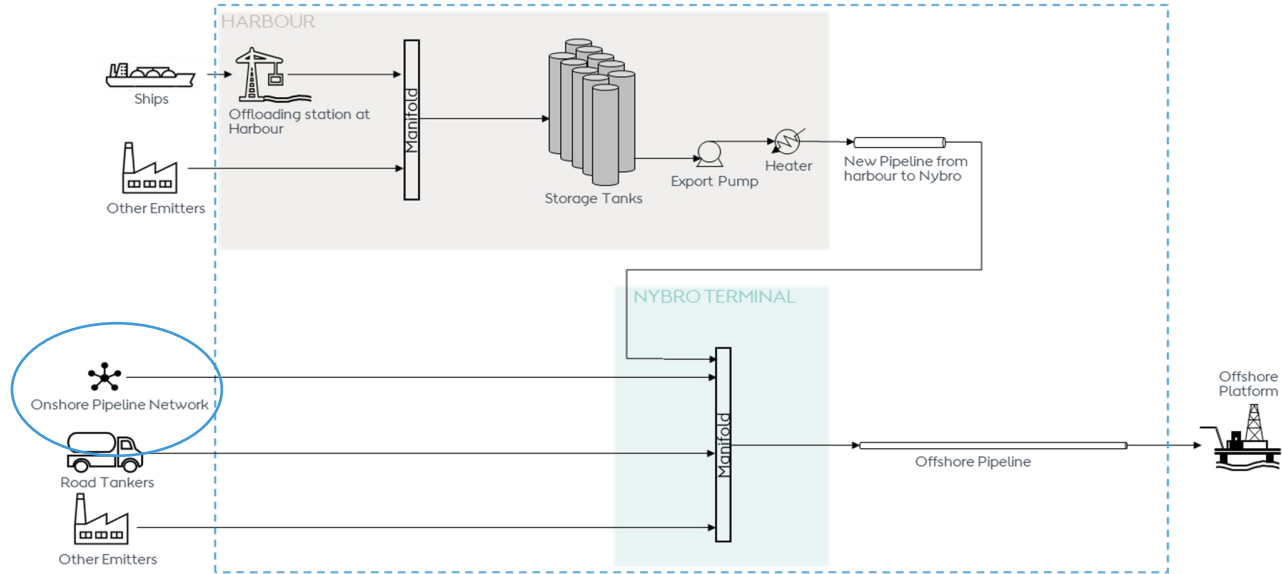 HARBOUR
Ships
Offloading station at
Harbour
Manifold
Other Emitters
Storage Tanks
Export Pump
Heater
New Pipeline from
harbour to Nybro
NYBRO TERMINAL
Onshore Pipeline Network
Road Tankers
Other Emitters
Manifold
Offshore Pipeline
Offshore
Platform